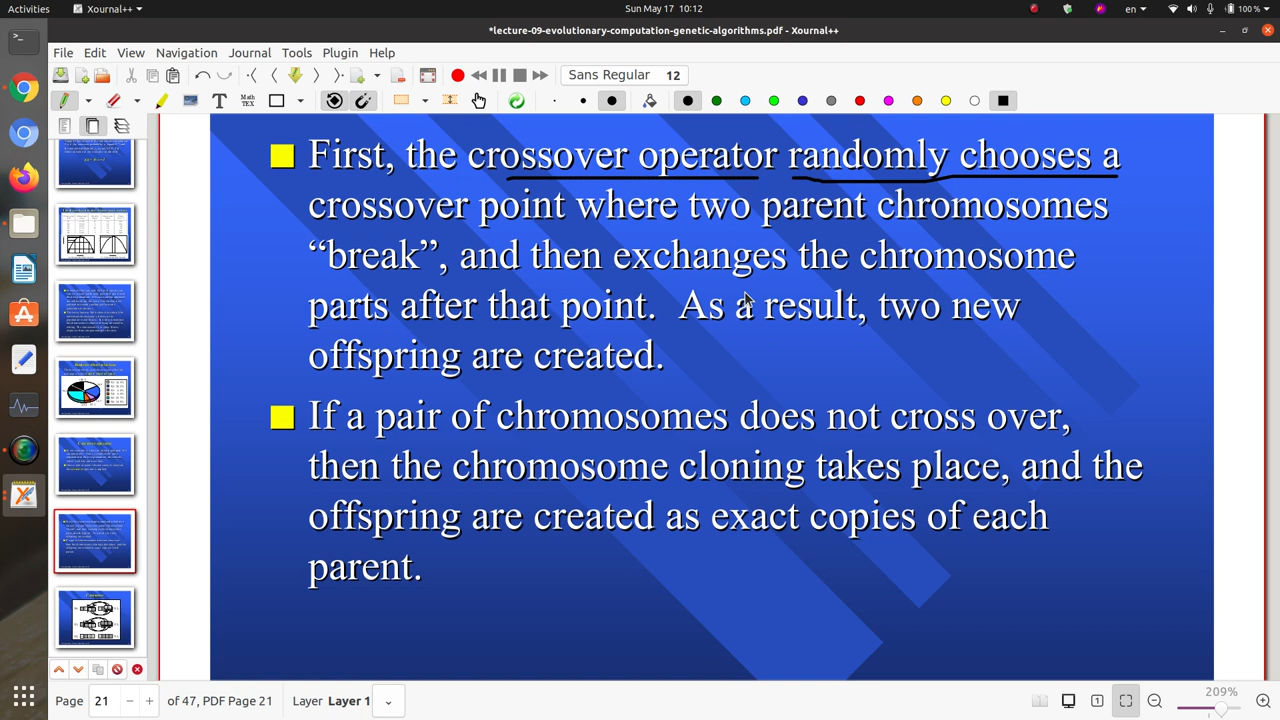 Activities
Xournal++
Sun May 17 10:12
en
100 %
*lecture-09-evolutionary-computation-genetic-algorithms.pdf - Xournal++
File Edit View Navigation Journal Tools Plugin Help
Sans Regular 12
First, the crossover operator randomly chooses a
crossover point where two parent chromosomes
“break”, and then exchanges the chromosome
parts after that point. As a result, two new
offspring are created.
If a pair of chromosomes does not cross over,
then the chromosome cloning takes place, and the
offspring are created as exact copies of each
parent.
Page 21 of 47, PDF Page 21 Layer Layer 1
209%